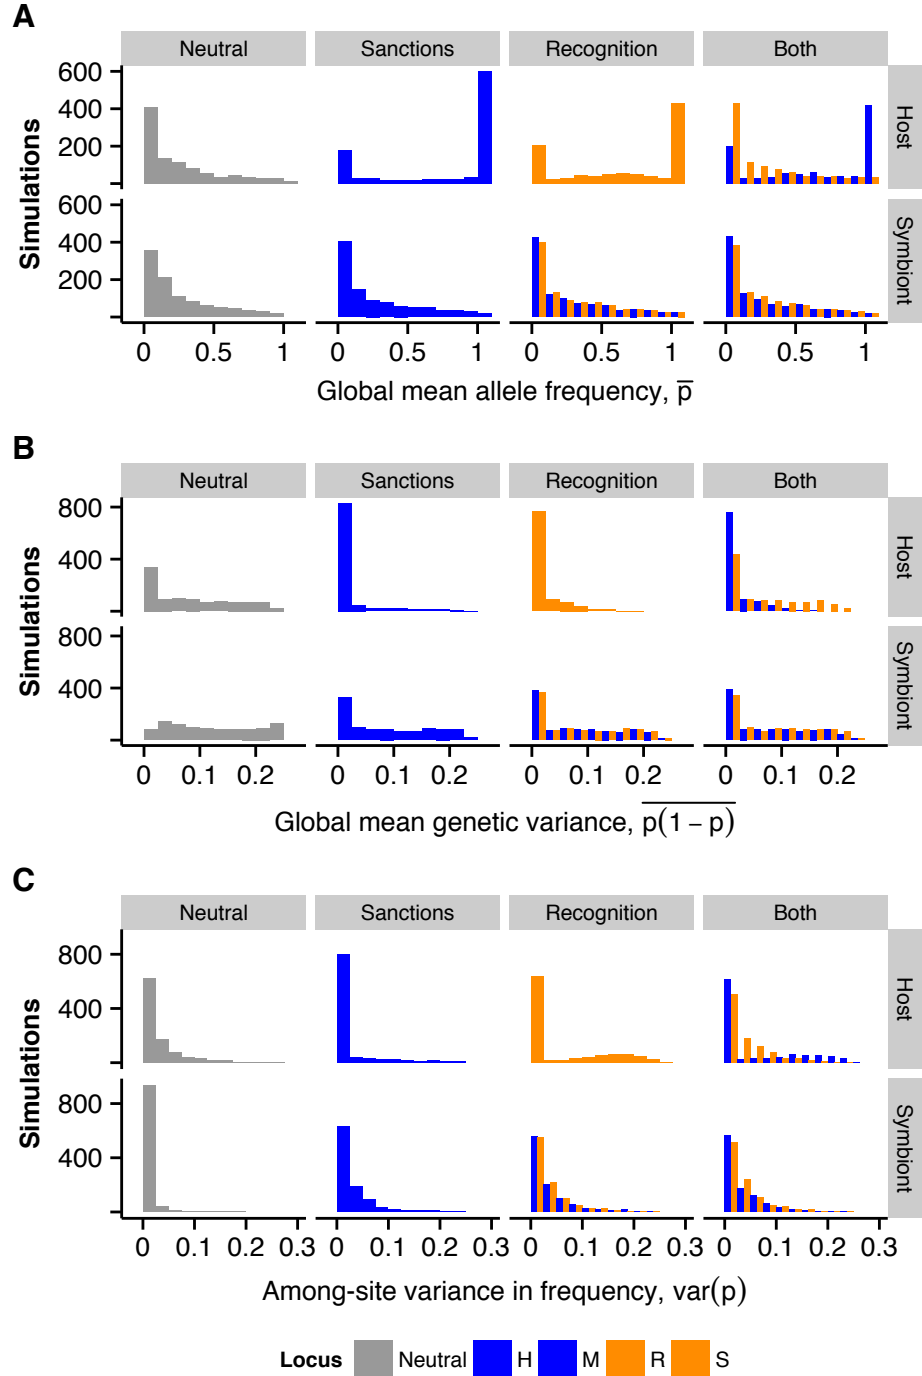 A
Neutral Sanctions Recognition Both
600
400
200
Host
Simulations
600
400
200
Symbiont
Simulations
0 0.5 1 0 0.5 1 0 0.5 1 0 0.5 1
Global mean allele frequency, p̅
B
Neutral Sanctions Recognition Both
800
400
Host
Simulations
800
400
Symbiont
Simulations
0 0.1 0.2 0 0.1 0.2 0 0.1 0.2 0 0.1 0.2
Global mean genetic variance, p̅(̅1̅ ̅−̅ ̅p̅)̅
C
Neutral Sanctions Recognition Both
800
400
Host
Simulations
800
400
Symbiont
Simulations
0 0.1 0.2 0.3 0 0.1 0.2 0.3 0 0.1 0.2 0.3 0 0.1 0.2 0.3
Among-site variance in frequency, var(p)
Locus Neutral H M R S